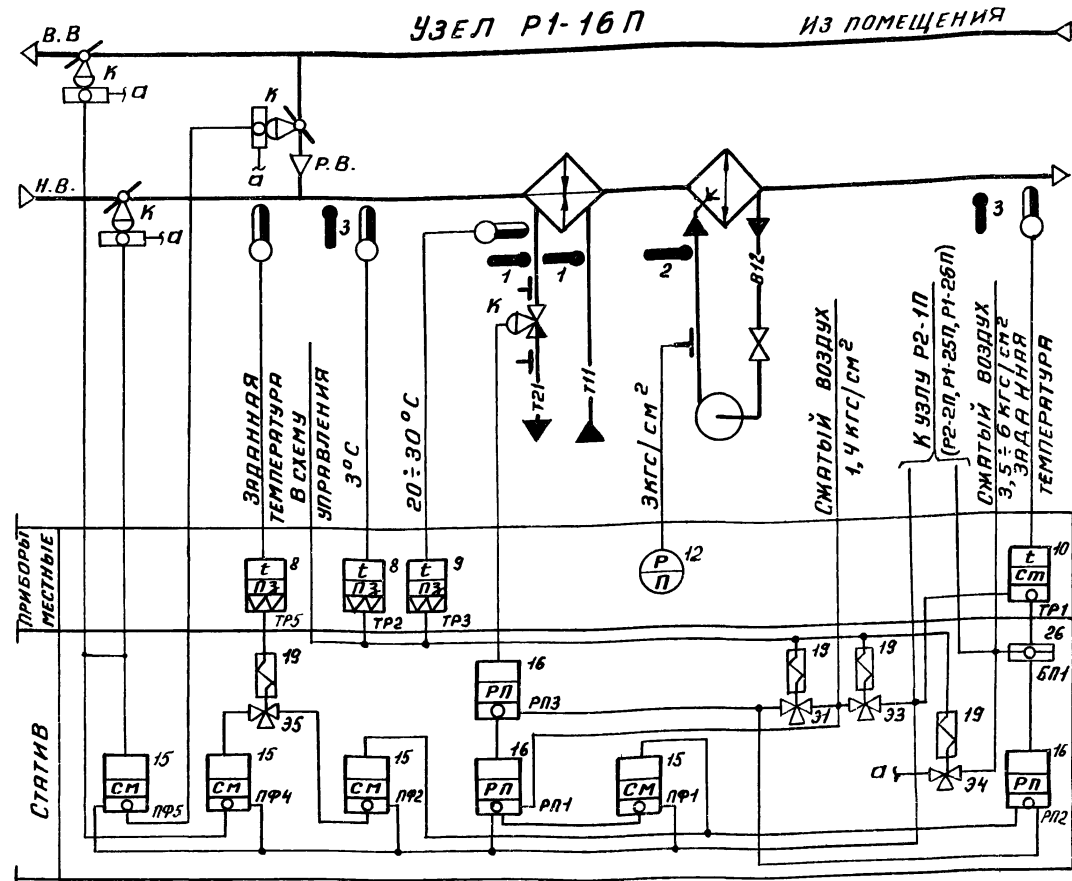 УЗЕЛ Р1-16П
ИЗ ПОМЕЩЕНИЯ
В.В
К
а
К
а
Р.В.
Н.В.
К
а
3
1
1
2
3
К
Т21
Т11
В12
ЗАДАННАЯ
ТЕМПЕРАТУРА
В СХЕМУ
УПРАВЛЕНИЯ
3°С
20÷30°С
3кгс/см²
СЖАТЫЙ ВОЗДУХ
1,4 кгс/см²
К УЗЛУ Р2-1П
(Р2-2П, Р1-25П, Р1-26П)
СЖАТЫЙ ВОЗДУХ
3,5÷6 кгс/см²
ЗАДАННАЯ
ТЕМПЕРАТУРА
ПРИБОРЫ
МЕСТНЫЕ
t
ПЗ
8
ТР5
t
ПЗ
8
ТР2
t
ПЗ
9
ТР3
Р
П
12
t
Ст
10
ТР1
СТАТИВ
19
Э5
16
РП
РП3
19
Э1
19
Э3
26
БП1
19
а
Э4
15
СМ
ПФ5
15
СМ
ПФ4
15
СМ
ПФ2
16
РП
РП1
15
СМ
ПФ1
16
РП
РП2